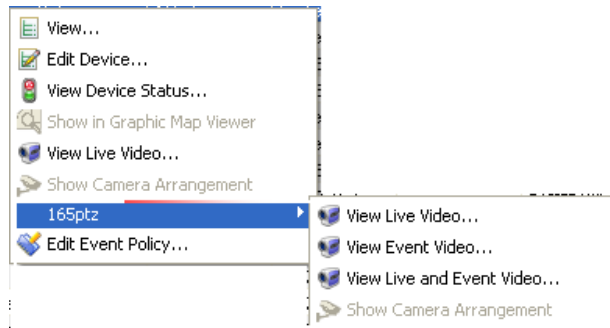 View...
Edit Device...
View Device Status...
Show in Graphic Map Viewer
View Live Video...
Show Camera Arrangement
165ptz
Edit Event Policy...
View Live Video...
View Event Video...
View Live and Event Video...
Show Camera Arrangement